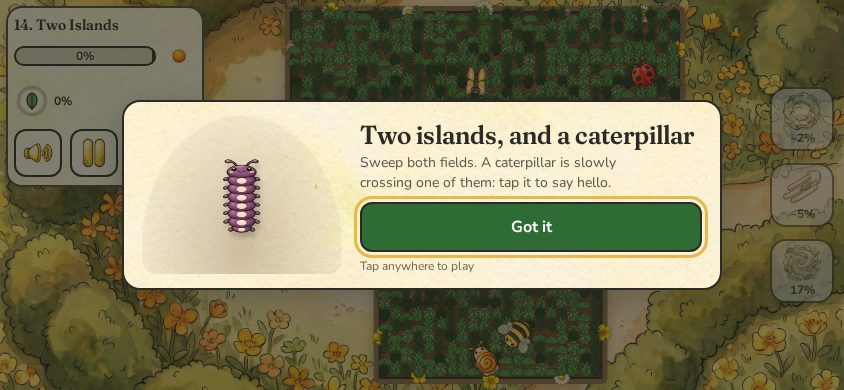 14. Two Islands
0%
0%
Two islands, and a caterpillar
Sweep both fields. A caterpillar is slowly
crossing one of them: tap it to say hello.
Got it
Tap anywhere to play
-2%
-5%
17%